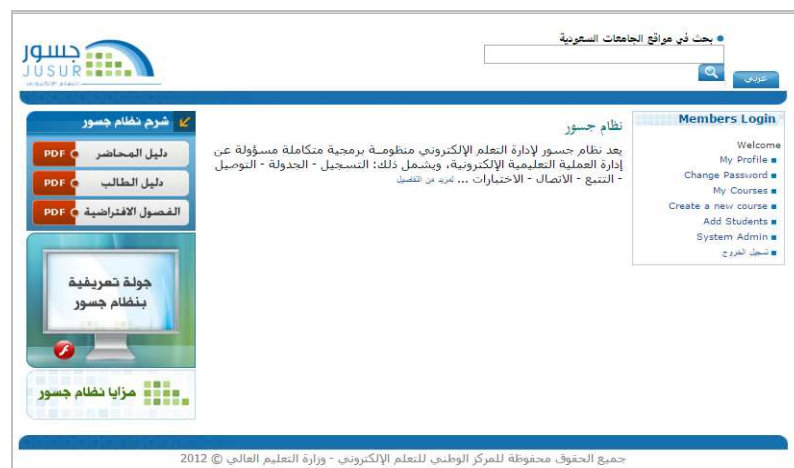 بحث في مواقع الجامعات السعودية
جسور
JUSUR
عربي
Members Login
Welcome
My Profile
Change Password
My Courses
Create a new course
Add Students
System Admin
تسجيل الخروج
نظام جسور
يعد نظام جسور لإدارة التعلم الإلكتروني منظومة برمجية متكاملة مسؤولة عن
إدارة العملية التعليمية الإلكترونية، ويشمل ذلك: التسجيل - الجدولة - التوصيل
- التتبع - الاتصال - الاختبارات ... لمزيد من التفاصيل
شرح نظام جسور
دليل المحاضر PDF
دليل الطالب PDF
الفصول الافتراضية PDF
جولة تعريفية
بنظام جسور
مزايا نظام جسور
جميع الحقوق محفوظة للمركز الوطني للتعلم الإلكتروني - وزارة التعليم العالي © 2012